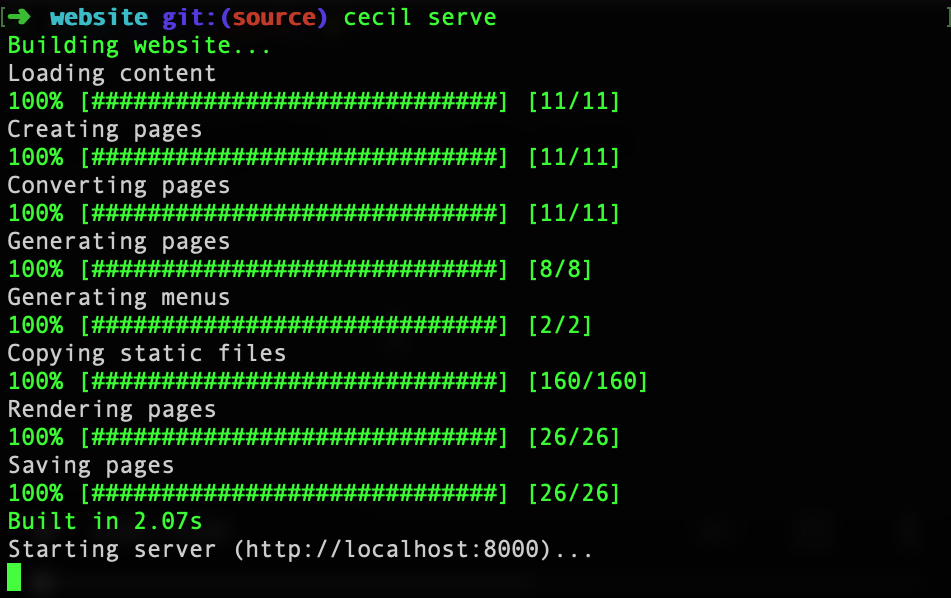 [➜ website git:(source) cecil serve ]
Building website...
Loading content
100% [#############################] [11/11]
Creating pages
100% [#############################] [11/11]
Converting pages
100% [#############################] [11/11]
Generating pages
100% [#############################] [8/8]
Generating menus
100% [#############################] [2/2]
Copying static files
100% [#############################] [160/160]
Rendering pages
100% [#############################] [26/26]
Saving pages
100% [#############################] [26/26]
Built in 2.07s
Starting server (http://localhost:8000)...